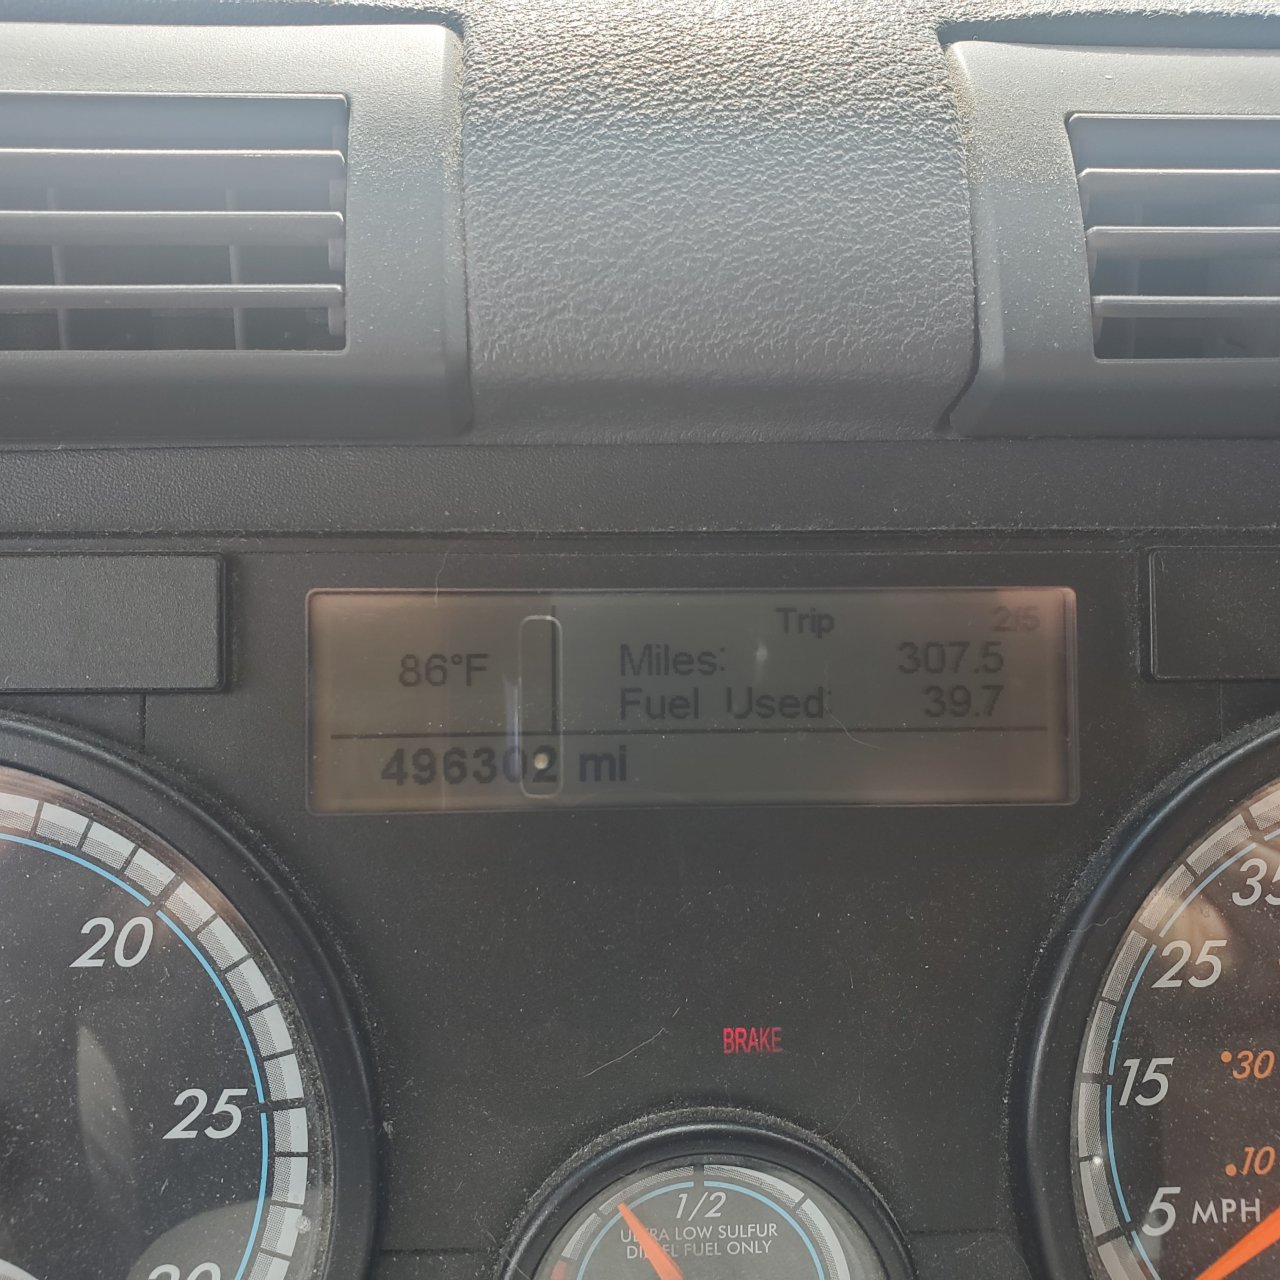 Trip 2/5
86°F
Miles: 307.5
Fuel Used: 39.7
496302 mi
20
25
BRAKE
1/2
ULTRA LOW SULFUR
DIESEL FUEL ONLY
35
25
15
30
10
5 MPH